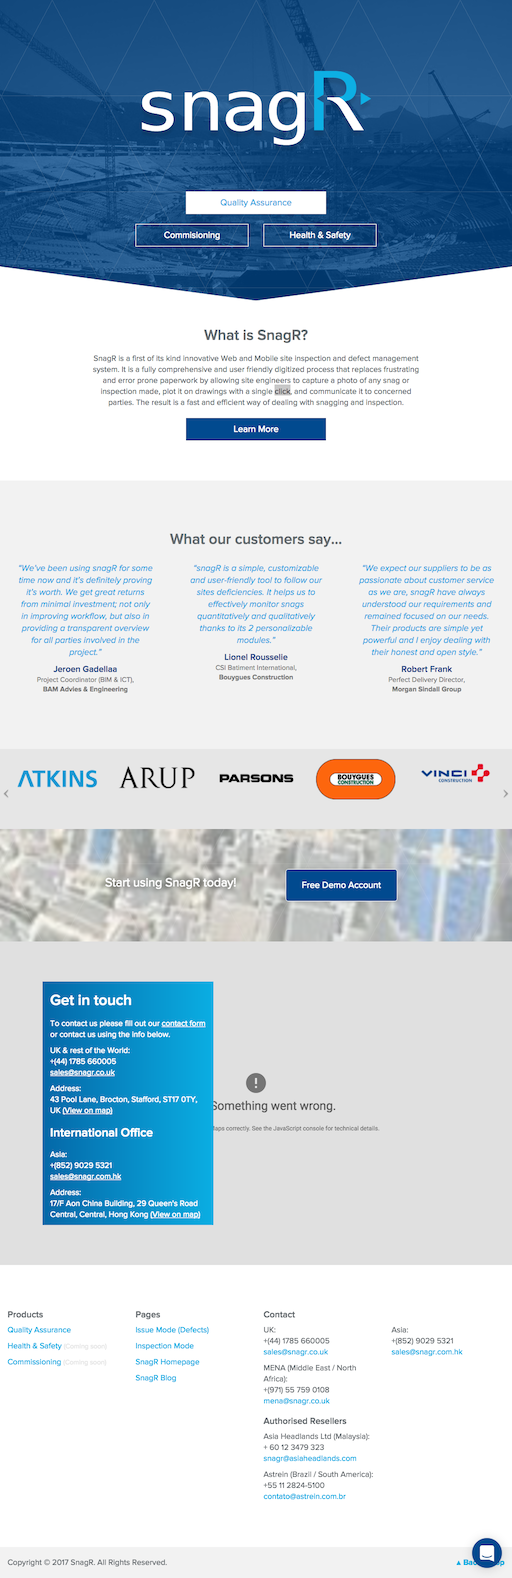 snagR
Quality Assurance
Commisioning
Health & Safety
What is SnagR?
SnagR is a first of its kind innovative Web and Mobile site inspection and defect management
system. It is a fully comprehensive and user friendly digitized process that replaces frustrating
and error prone paperwork by allowing site engineers to capture a photo of any snag or
inspection made, plot it on drawings with a single click, and communicate it to concerned
parties. The result is a fast and efficient way of dealing with snagging and inspection.
Learn More
What our customers say...
"We've been using snagR for some
time now and it's definitely proving
it's worth. We get great returns
from minimal investment; not only
in improving workflow, but also in
providing a transparent overview
for all parties involved in the
project."
Jeroen Gadellaa
Project Coordinator (BIM & ICT),
BAM Advies & Engineering
"snagR is a simple, customizable
and user-friendly tool to follow our
sites deficiencies. It helps us to
effectively monitor snags
quantitatively and qualitatively
thanks to its 2 personalizable
modules."
Lionel Rousselie
CSI Batiment International,
Bouygues Construction
"We expect our suppliers to be as
passionate about customer service
as we are, snagR have always
understood our requirements and
remained focused on our needs.
Their products are simple yet
powerful and I enjoy dealing with
their honest and open style."
Robert Frank
Perfect Delivery Director,
Morgan Sindall Group
ATKINS
ARUP
PARSONS
BOUYGUES
CONSTRUCTION
VINCI
CONSTRUCTION
Start using SnagR today!
Free Demo Account
Get in touch
To contact us please fill out our contact form
or contact us using the info below.
UK & rest of the World:
+(44) 1785 660005
sales@snagr.co.uk
Address:
43 Pool Lane, Brocton, Stafford, ST17 0TY,
UK (View on map)
International Office
Asia:
+(852) 9029 5321
sales@snagr.com.hk
Address:
17/F Aon China Building, 29 Queen's Road
Central, Central, Hong Kong (View on map)
Something went wrong.
Maps correctly. See the JavaScript console for technical details.
Products
Quality Assurance
Health & Safety (Coming soon)
Commissioning (Coming soon)
Pages
Issue Mode (Defects)
Inspection Mode
SnagR Homepage
SnagR Blog
Contact
UK:
+(44) 1785 660005
sales@snagr.co.uk
MENA (Middle East / North
Africa):
+(971) 55 759 0108
mena@snagr.co.uk
Authorised Resellers
Asia Headlands Ltd (Malaysia):
+ 60 12 3479 323
snagr@asiaheadlands.com
Astrein (Brazil / South America):
+55 11 2824-5100
contato@astrein.com.br
Asia:
+(852) 9029 5321
sales@snagr.com.hk
Copyright © 2017 SnagR. All Rights Reserved.